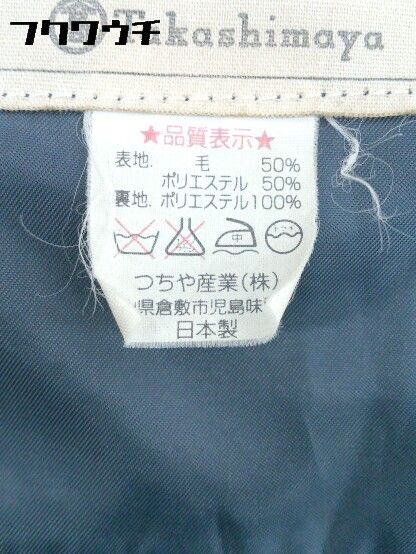 フクワウチ
Takashimaya
★品質表示★
表地. 毛 50%
ポリエステル 50%
裏地. ポリエステル100%
中
つちや産業(株)
県倉敷市児島味
日本製